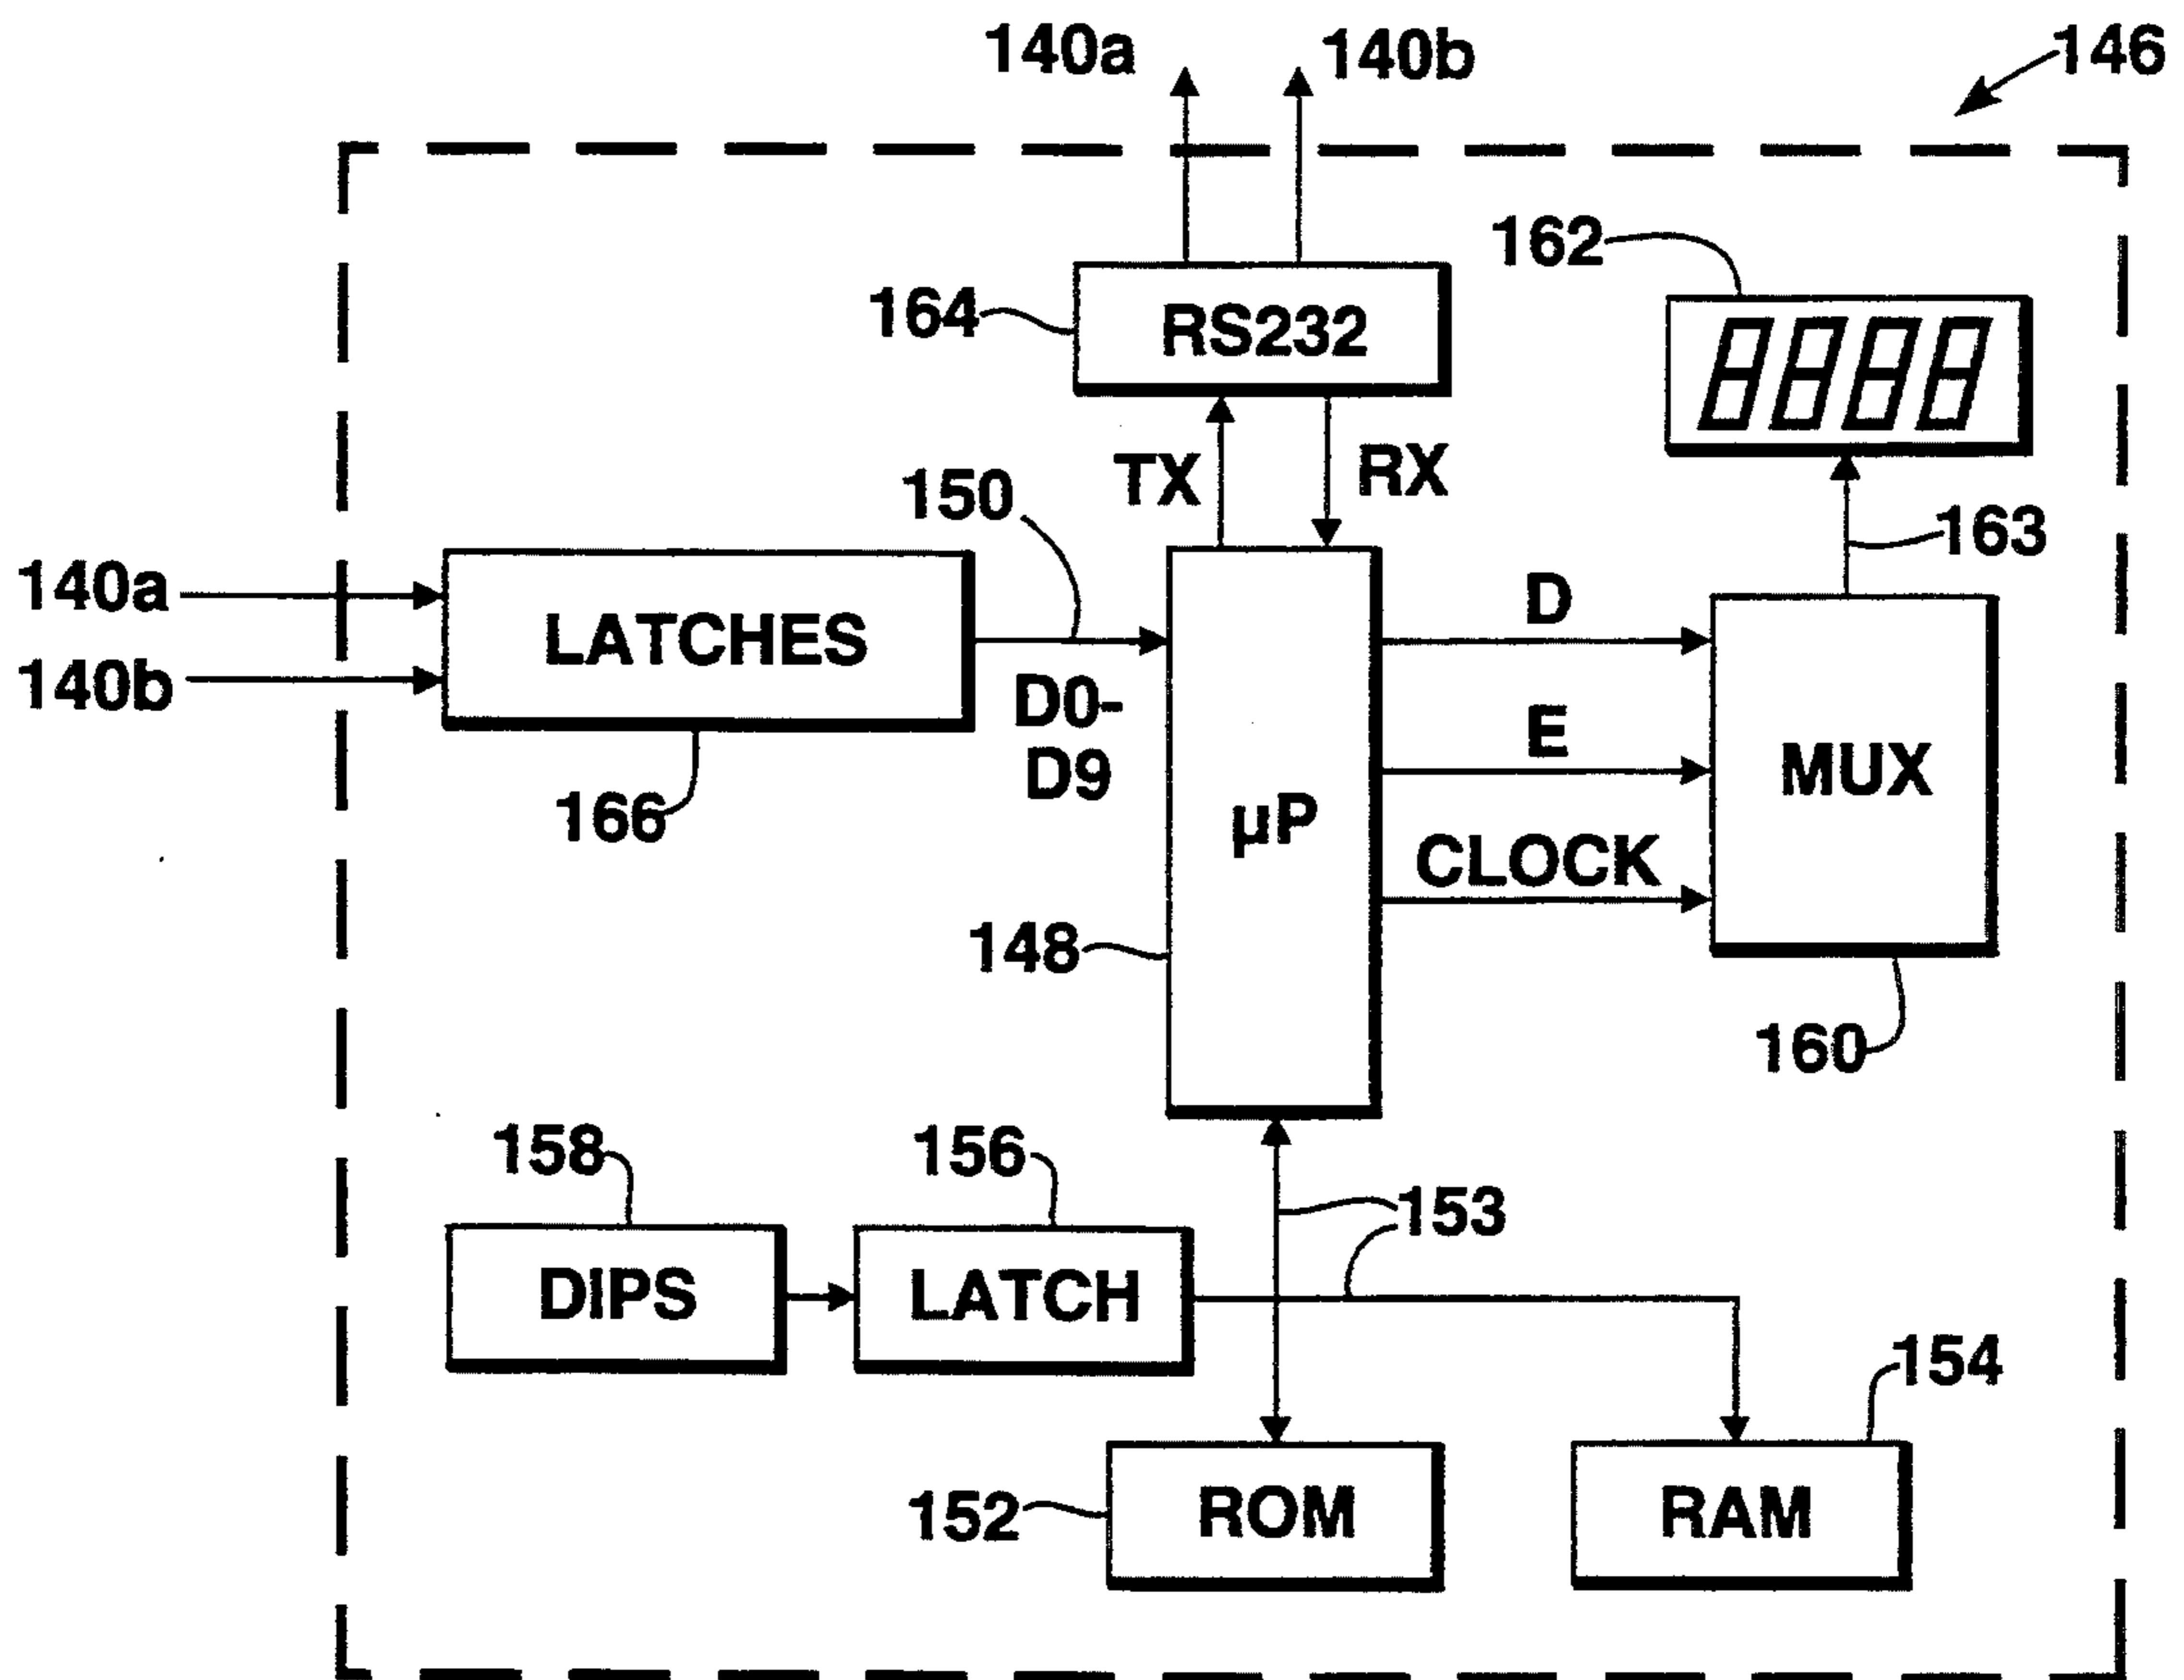 140a
140b
146
162
164
RS232
8888
TX
RX
150
163
140a
LATCHES
D
140b
D0-
D9
E
MUX
166
µP
CLOCK
148
160
158
156
153
DIPS
LATCH
154
152
ROM
RAM